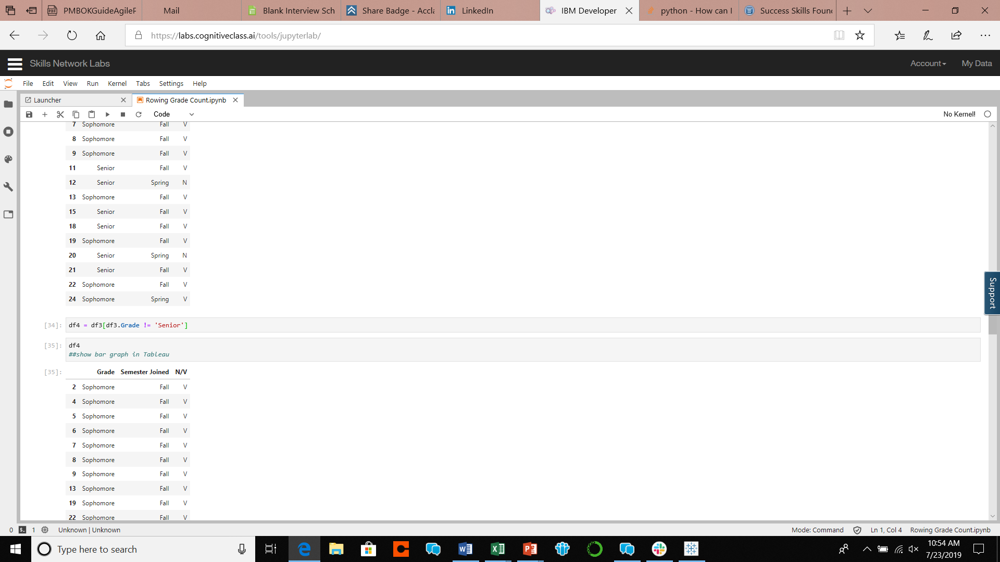 PMBOKGuideAgileF
Mail
Blank Interview Sch
Share Badge - Accla
LinkedIn
IBM Developer
python - How can I
Success Skills Foun
https://labs.cognitiveclass.ai/tools/jupyterlab/
Skills Network Labs
Account
My Data
File Edit View Run Kernel Tabs Settings Help
Launcher
Rowing Grade Count.ipynb
Code
No Kernel!
7 Sophomore Fall V
8 Sophomore Fall V
9 Sophomore Fall V
11 Senior Fall V
12 Senior Spring N
13 Sophomore Fall V
15 Senior Fall V
18 Senior Fall V
19 Sophomore Fall V
20 Senior Spring N
21 Senior Fall V
22 Sophomore Fall V
24 Sophomore Spring V
Support
[34]: df4 = df3[df3.Grade != 'Senior']
[35]: df4
##show bar graph in Tableau
[35]: Grade Semester Joined N/V
2 Sophomore Fall V
4 Sophomore Fall V
5 Sophomore Fall V
6 Sophomore Fall V
7 Sophomore Fall V
8 Sophomore Fall V
9 Sophomore Fall V
13 Sophomore Fall V
19 Sophomore Fall V
22 Sophomore Fall V
0 1 Unknown | Unknown
Mode: Command Ln 1, Col 4 Rowing Grade Count.ipynb
Type here to search
10:54 AM
7/23/2019